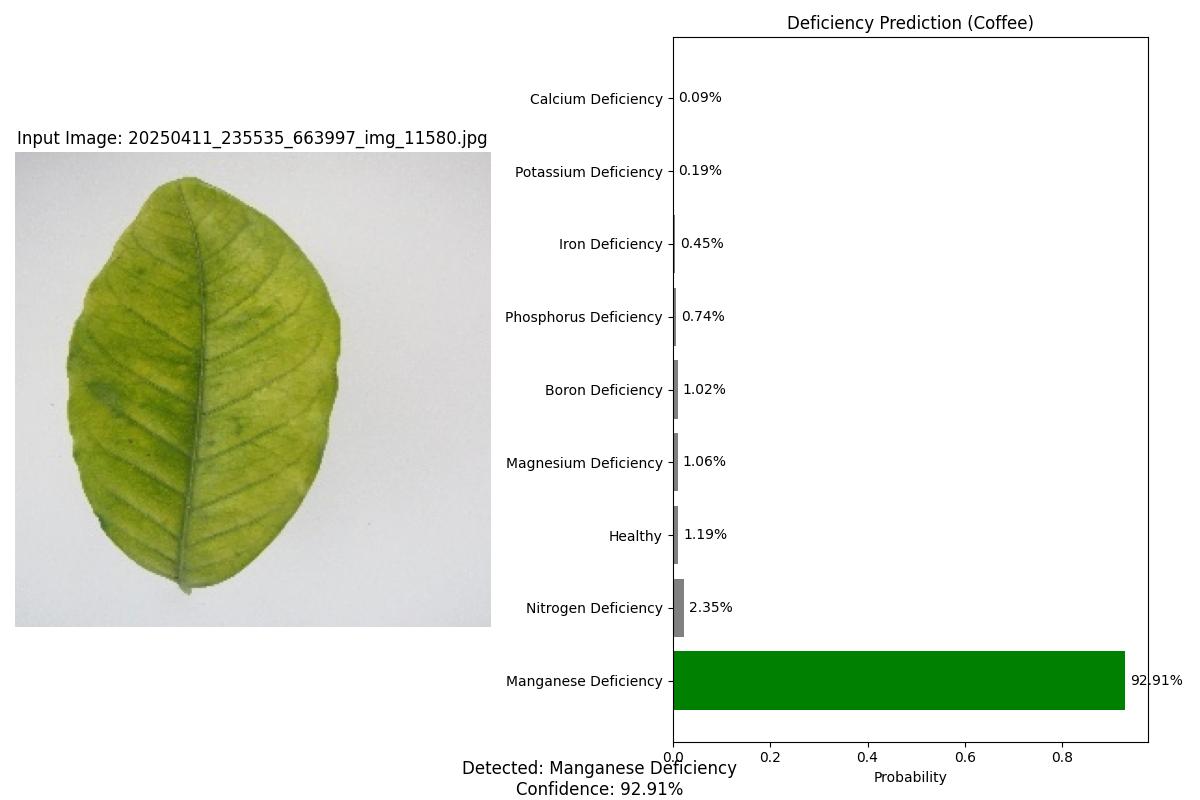 Deficiency Prediction (Coffee)
Input Image: 20250411_235535_663997_img_11580.jpg
Calcium Deficiency 0.09%
Potassium Deficiency 0.19%
Iron Deficiency 0.45%
Phosphorus Deficiency 0.74%
Boron Deficiency 1.02%
Magnesium Deficiency 1.06%
Healthy 1.19%
Nitrogen Deficiency 2.35%
Manganese Deficiency 92.91%
0.0 0.2 0.4 0.6 0.8
Probability
Detected: Manganese Deficiency
Confidence: 92.91%